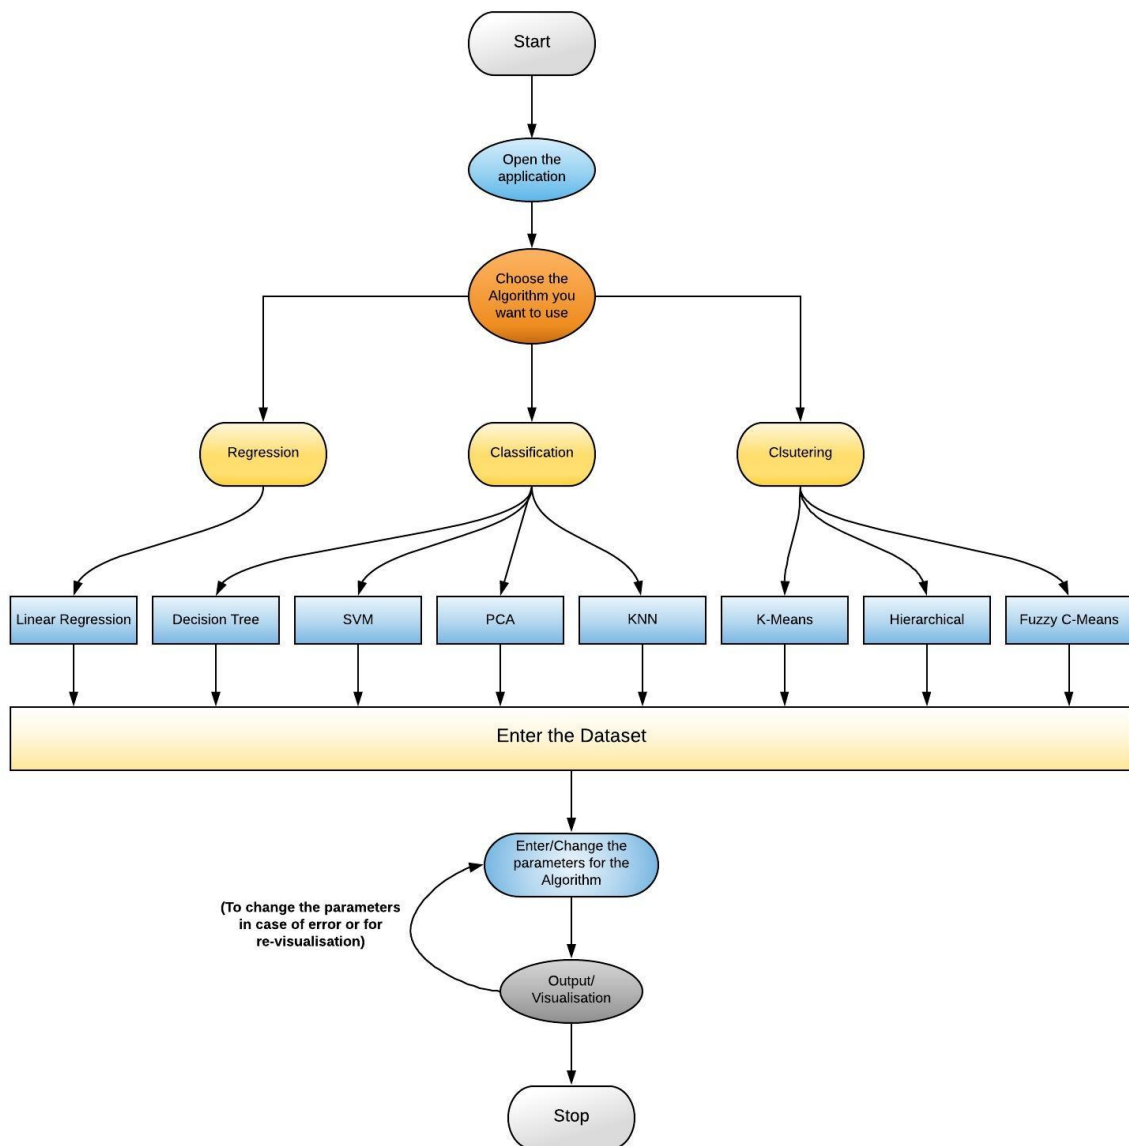 Start
Open the
application
Choose the
Algorithm you
want to use
Regression
Classification
Clsutering
Linear Regression
Decision Tree
SVM
PCA
KNN
K-Means
Hierarchical
Fuzzy C-Means
Enter the Dataset
Enter/Change the
parameters for the
Algorithm
(To change the parameters
in case of error or for
re-visualisation)
Output/
Visualisation
Stop